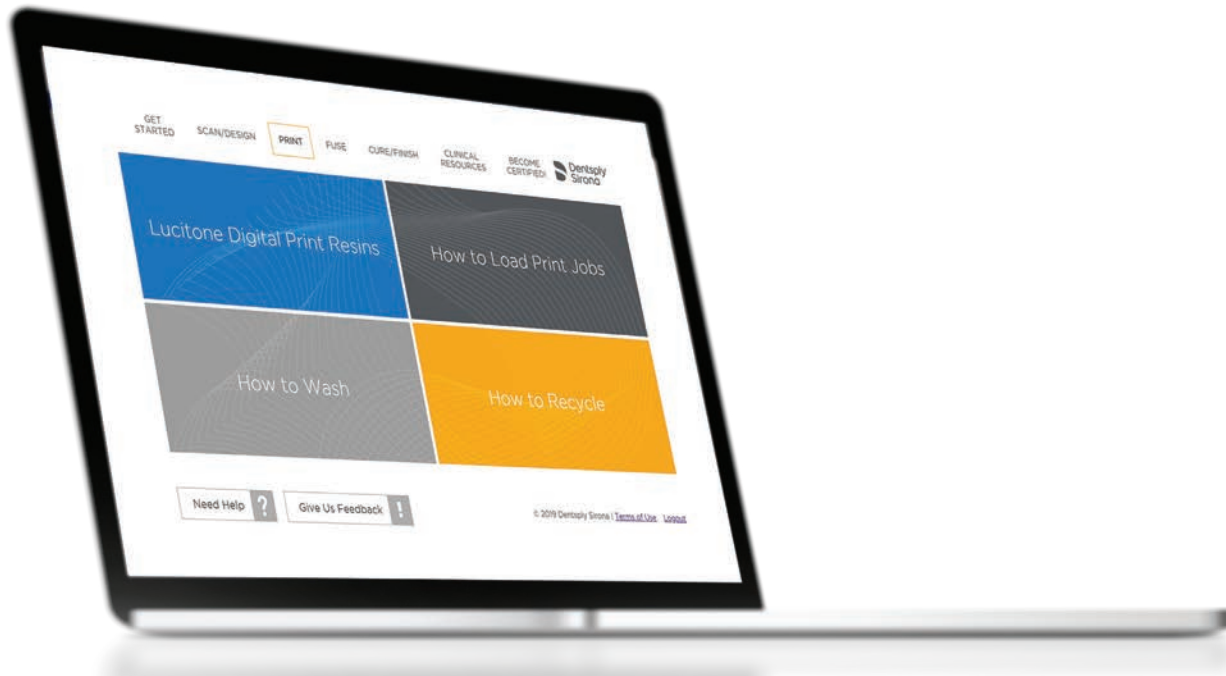 GET
STARTED
SCAN/DESIGN
PRINT
FUSE
CURE/FINISH
CLINICAL
RESOURCES
BECOME
CERTIFIED!
Dentsply
Sirona
Lucitone Digital Print Resins
How to Load Print Jobs
How to Wash
How to Recycle
Need Help ?
Give Us Feedback !
© 2019 Dentsply Sirona | Terms of Use Logout